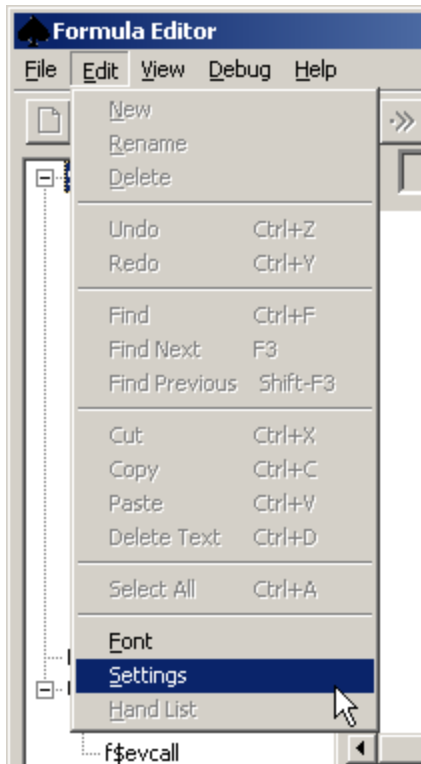 Formula Editor
File Edit View Debug Help
New
Rename
Delete
Undo Ctrl+Z
Redo Ctrl+Y
Find Ctrl+F
Find Next F3
Find Previous Shift-F3
Cut Ctrl+X
Copy Ctrl+C
Paste Ctrl+V
Delete Text Ctrl+D
Select All Ctrl+A
Font
Settings
Hand List
f$evcall